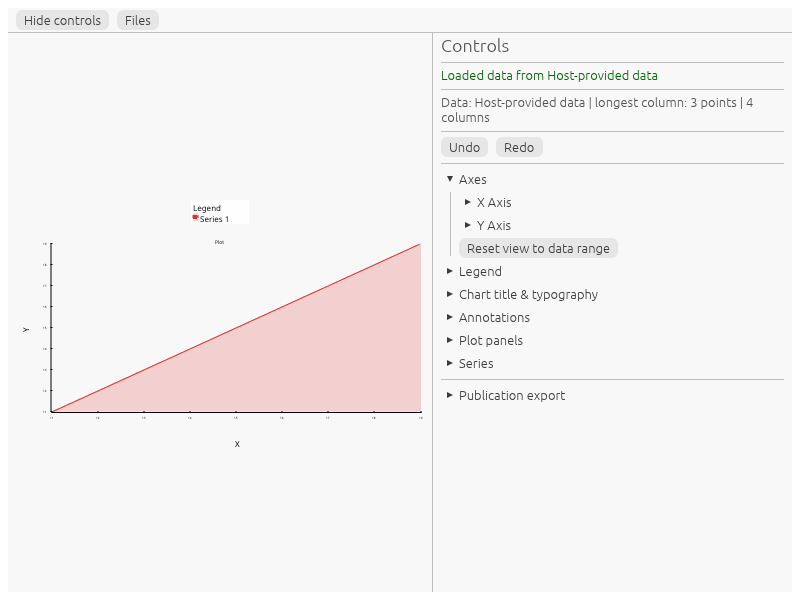 Hide controls
Files
Controls
Loaded data from Host-provided data
Data: Host-provided data | longest column: 3 points | 4
columns
Undo
Redo
Axes
X Axis
Y Axis
Reset view to data range
Legend
Chart title & typography
Annotations
Plot panels
Series
Publication export
Legend
Series 1
Plot
Y
X